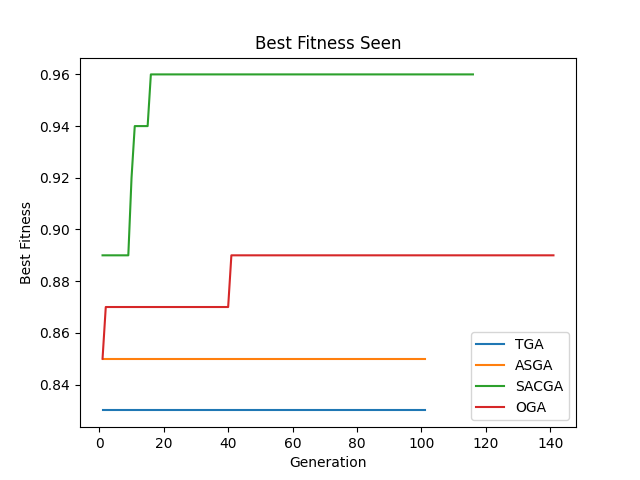 Best Fitness Seen
Best Fitness
0.96
0.94
0.92
0.90
0.88
0.86
0.84
TGA
ASGA
SACGA
OGA
0 20 40 60 80 100 120 140
Generation